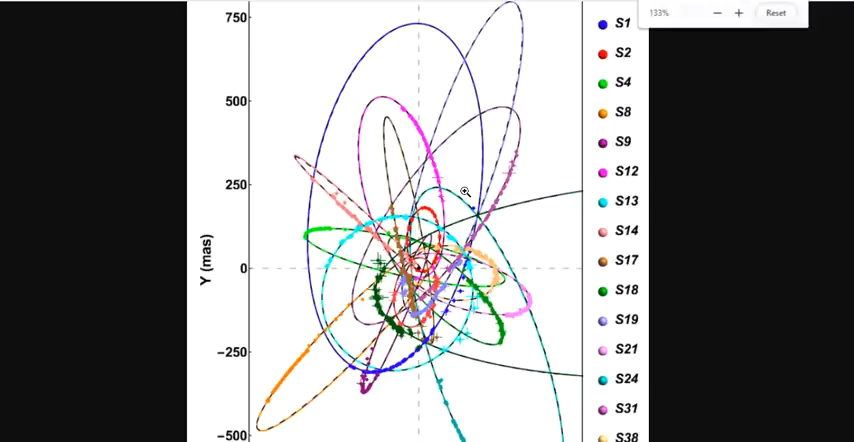 133%
Reset
750
500
250
0
−250
−500
Y (mas)
S1
S2
S4
S8
S9
S12
S13
S14
S17
S18
S19
S21
S24
S31
S38